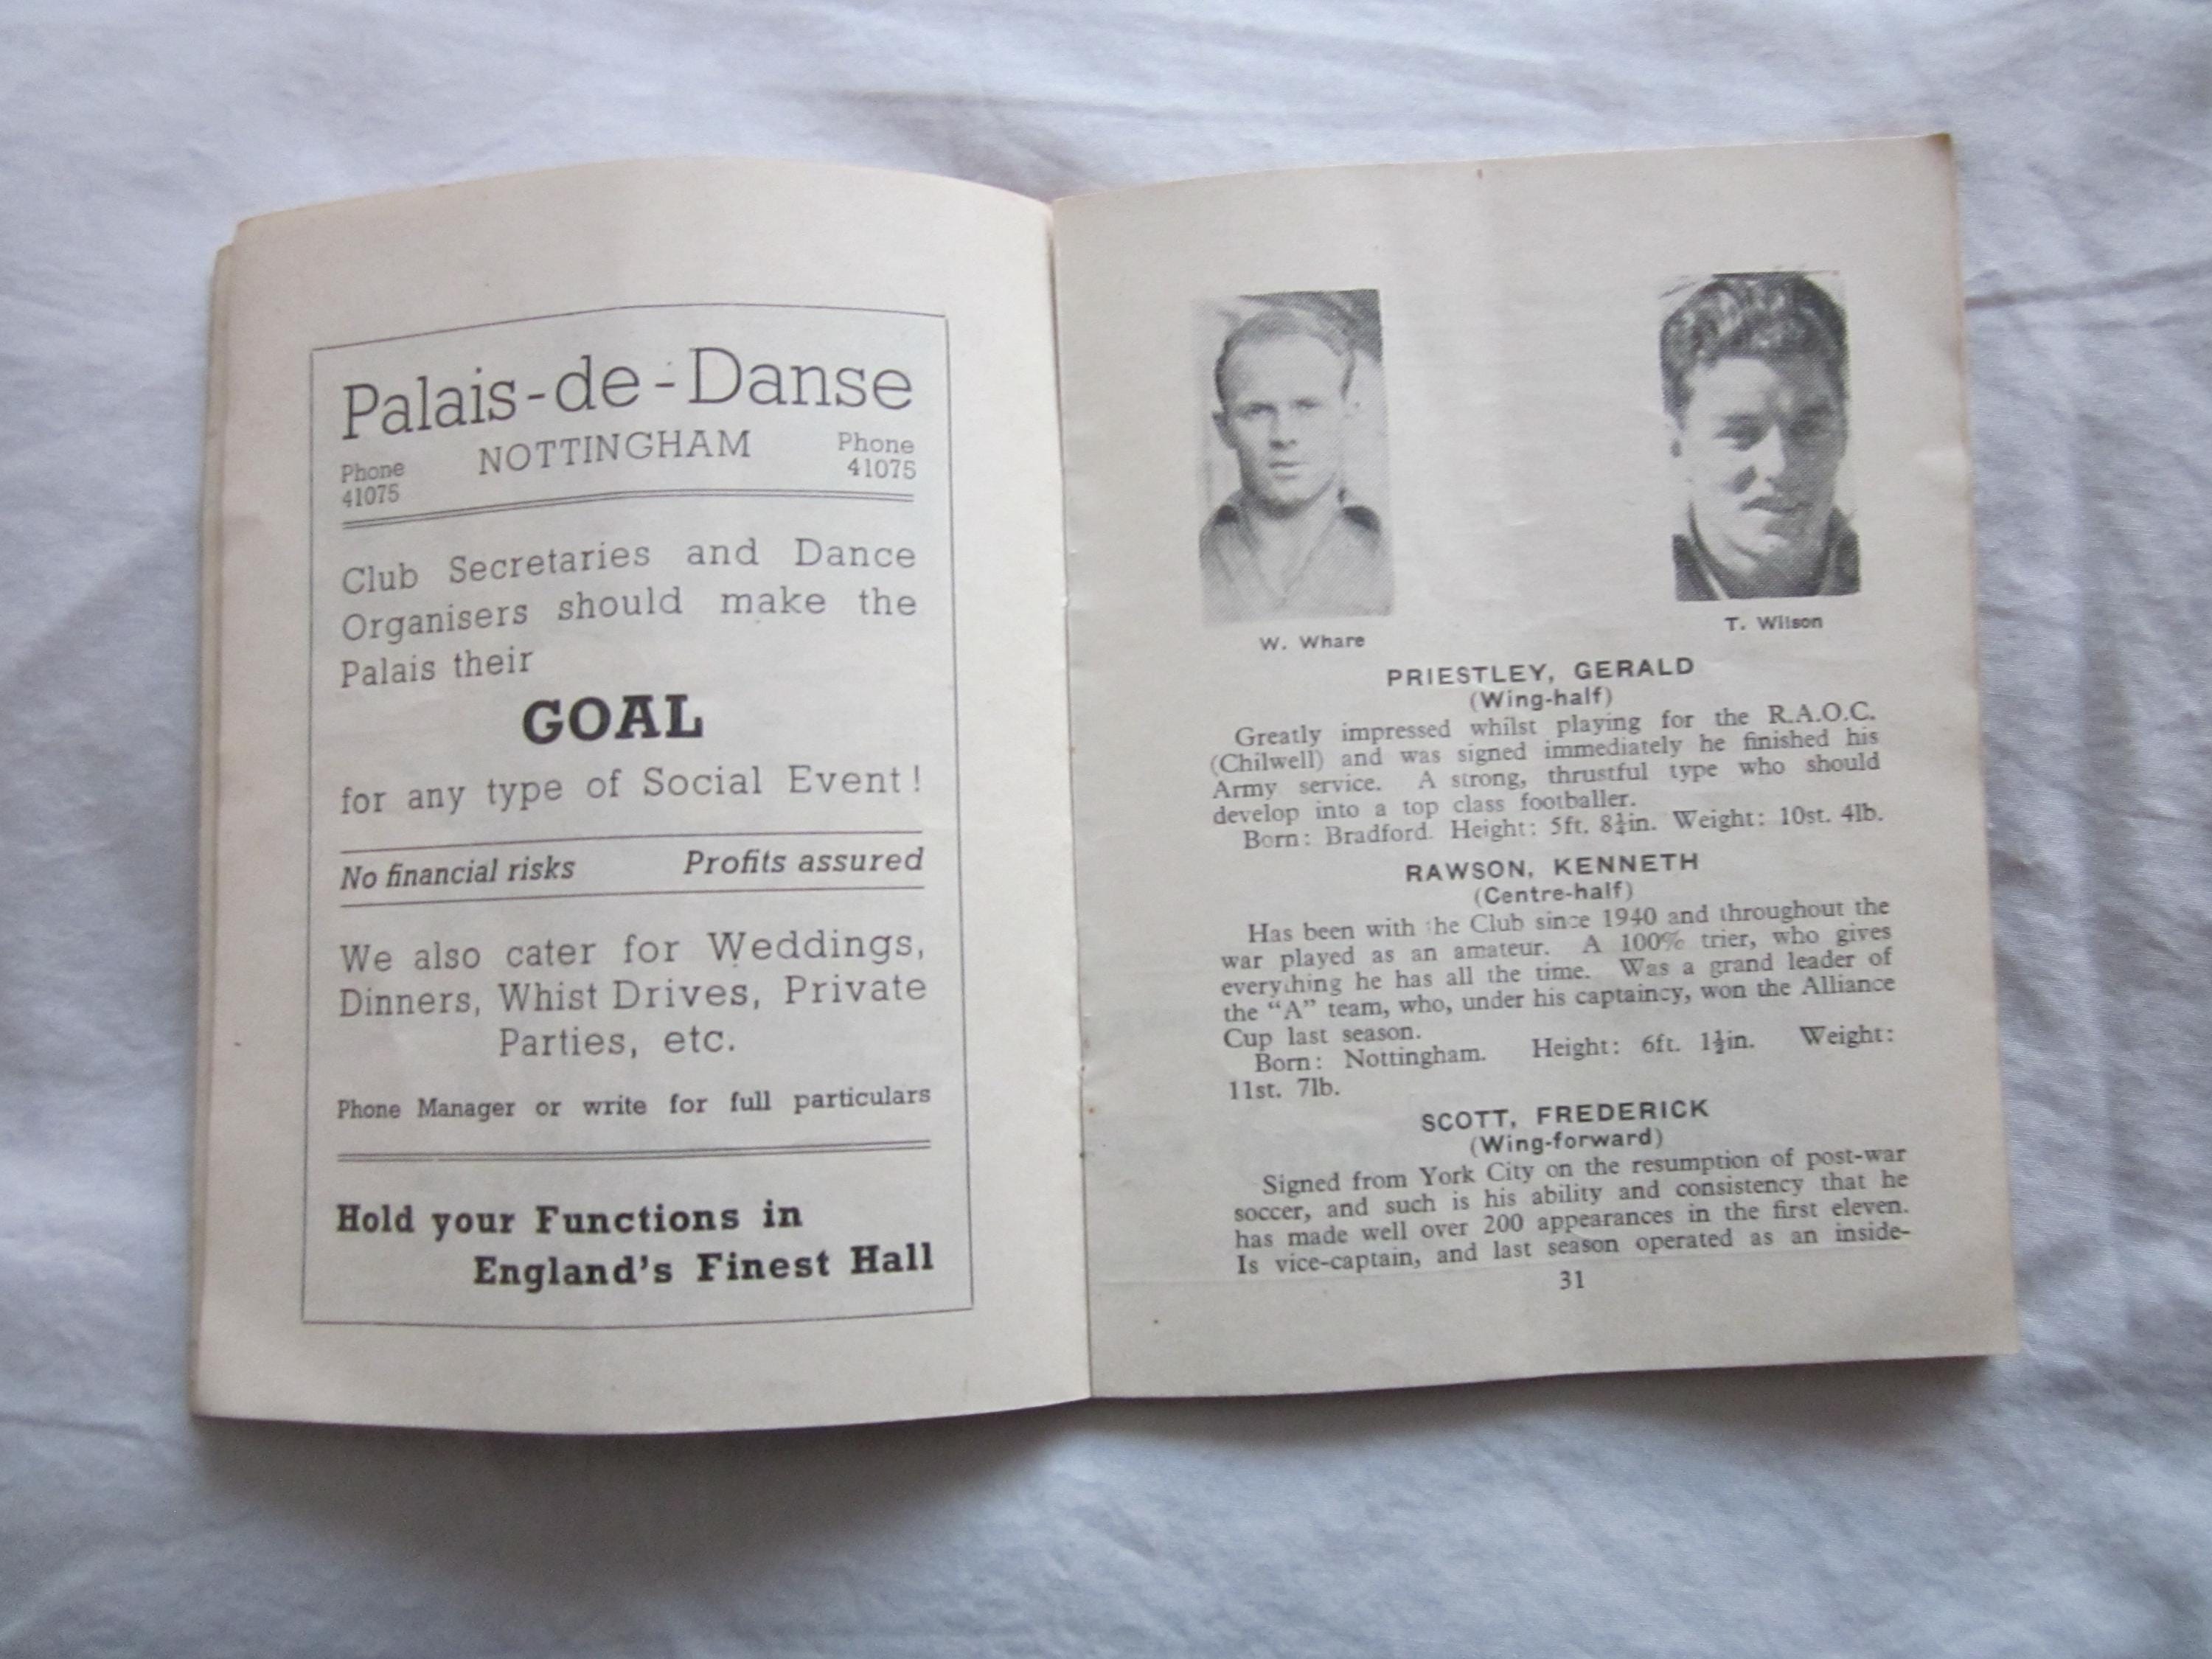 Palais-de-Danse
Phone 41075 NOTTINGHAM Phone 41075
Club Secretaries and Dance
Organisers should make the
Palais their
GOAL
for any type of Social Event!
No financial risks Profits assured
We also cater for Weddings,
Dinners, Whist Drives, Private
Parties, etc.
Phone Manager or write for full particulars
Hold your Functions in
England's Finest Hall
W. Whare
T. Wilson
PRIESTLEY, GERALD
(Wing-half)
Greatly impressed whilst playing for the R.A.O.C.
(Chilwell) and was signed immediately he finished his
Army service. A strong, thrustful type who should
develop into a top class footballer.
Born: Bradford. Height: 5ft. 8½in. Weight: 10st. 4lb.
RAWSON, KENNETH
(Centre-half)
Has been with the Club since 1940 and throughout the
war played as an amateur. A 100% trier, who gives
everything he has all the time. Was a grand leader of
the "A" team, who, under his captaincy, won the Alliance
Cup last season.
Born: Nottingham. Height: 6ft. 1½in. Weight:
11st. 7lb.
SCOTT, FREDERICK
(Wing-forward)
Signed from York City on the resumption of post-war
soccer, and such is his ability and consistency that he
has made well over 200 appearances in the first eleven.
Is vice-captain, and last season operated as an inside-
31